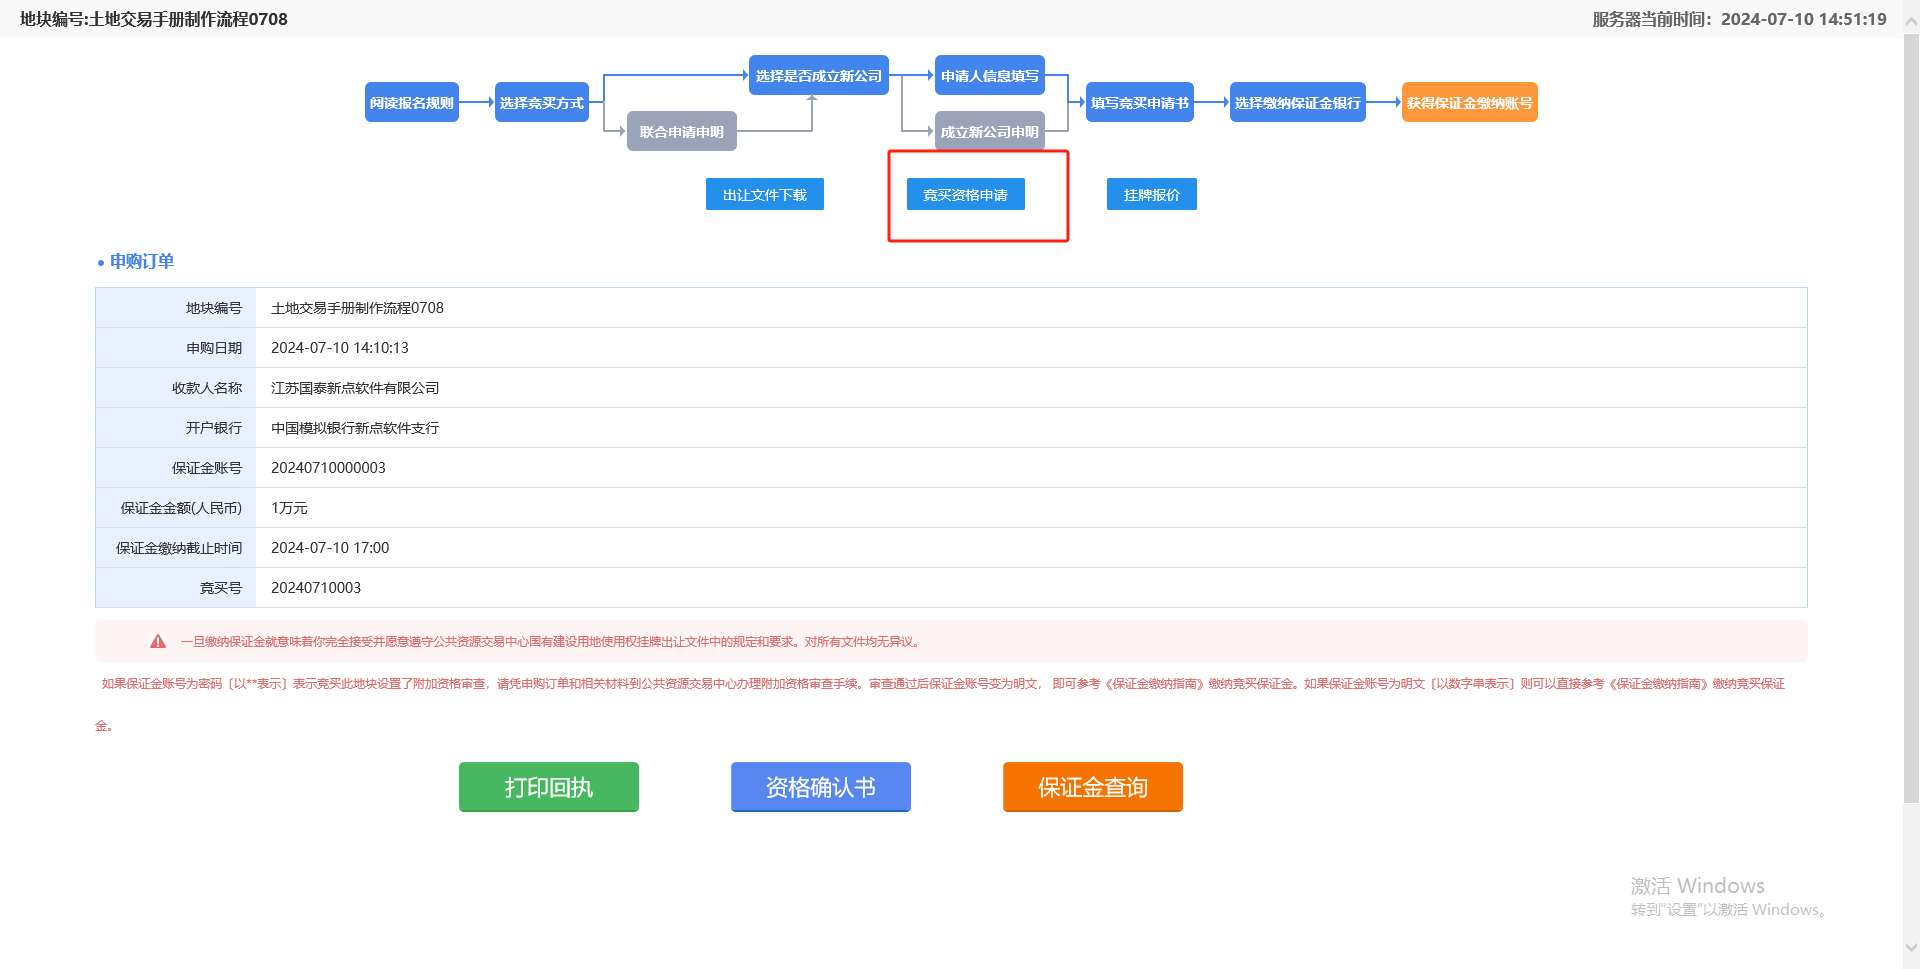 地块编号:土地交易手册制作流程0708
服务器当前时间：2024-07-10 14:51:19
阅读报名规则
选择竞买方式
选择是否成立新公司
联合申请申明
申请人信息填写
成立新公司申明
填写竞买申请书
选择缴纳保证金银行
获得保证金缴纳账号
出让文件下载
竞买资格申请
挂牌报价
• 申购订单
地块编号 土地交易手册制作流程0708
申购日期 2024-07-10 14:10:13
收款人名称 江苏国泰新点软件有限公司
开户银行 中国模拟银行新点软件支行
保证金账号 20240710000003
保证金金额(人民币) 1万元
保证金缴纳截止时间 2024-07-10 17:00
竞买号 20240710003
一旦缴纳保证金就意味着你完全接受并愿意遵守公共资源交易中心国有建设用地使用权挂牌出让文件中的规定和要求。对所有文件均无异议。
如果保证金账号为密码〔以**表示〕表示竞买此地块设置了附加资格审查，请凭申购订单和相关材料到公共资源交易中心办理附加资格审查手续。审查通过后保证金账号变为明文， 即可参考《保证金缴纳指南》缴纳竞买保证金。如果保证金账号为明文〔以数字串表示〕则可以直接参考《保证金缴纳指南》缴纳竞买保证
金。
打印回执
资格确认书
保证金查询
激活 Windows
转到"设置"以激活 Windows。